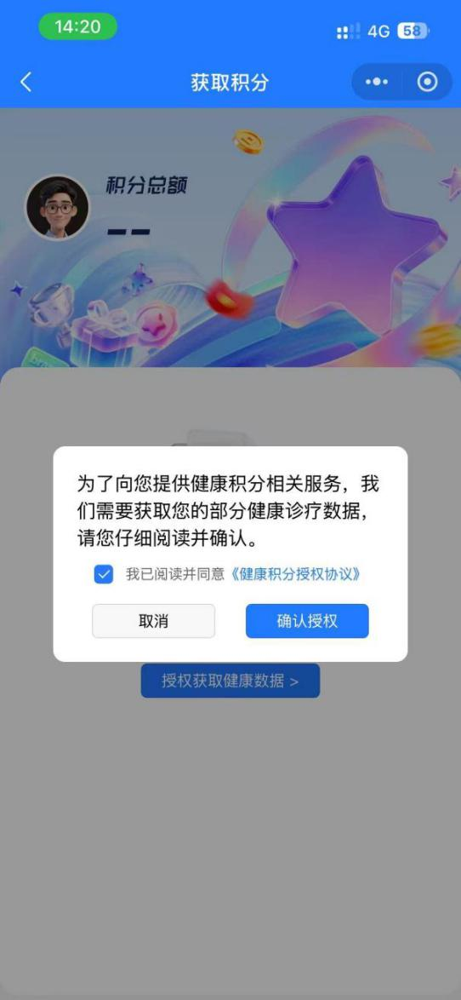 14:20
4G 58
获取积分
积分总额
为了向您提供健康积分相关服务，我
们需要获取您的部分健康诊疗数据，
请您仔细阅读并确认。
我已阅读并同意《健康积分授权协议》
取消 确认授权
授权获取健康数据 >